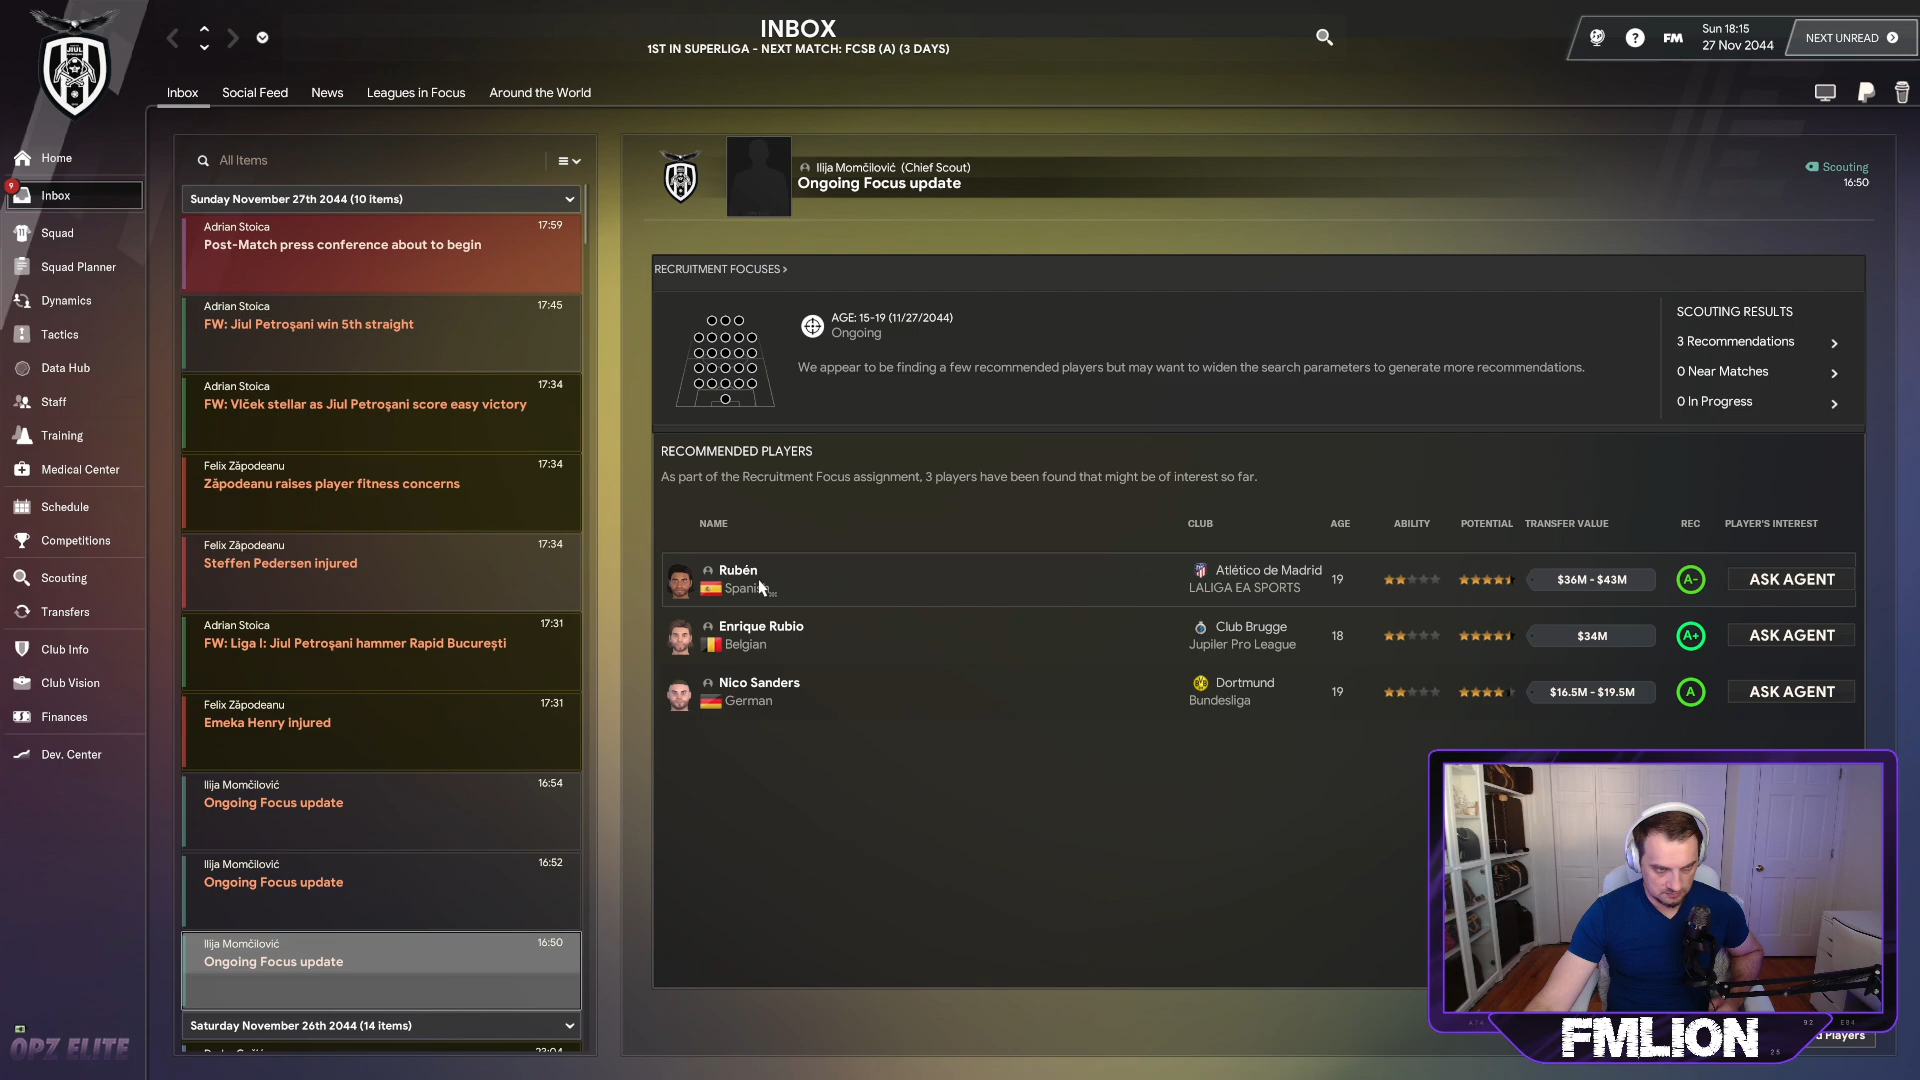 INBOX
1ST IN SUPERLIGA - NEXT MATCH: FCSB (A) (3 DAYS)
FM
Sun 18:15
27 Nov 2044
NEXT UNREAD
Inbox
Social Feed
News
Leagues in Focus
Around the World
Home
9
Inbox
Squad
Squad Planner
Dynamics
Tactics
Data Hub
Staff
Training
Medical Center
Schedule
Competitions
Scouting
Transfers
Club Info
Club Vision
Finances
Dev. Center
OPZ ELITE
All Items
Sunday November 27th 2044 (10 items)
Adrian Stoica 17:59
Post-Match press conference about to begin
Adrian Stoica 17:45
FW: Jiul Petroșani win 5th straight
Adrian Stoica 17:34
FW: Vlček stellar as Jiul Petroșani score easy victory
Felix Zăpodeanu 17:34
Zăpodeanu raises player fitness concerns
Felix Zăpodeanu 17:34
Steffen Pedersen injured
Adrian Stoica 17:31
FW: Liga I: Jiul Petroșani hammer Rapid București
Felix Zăpodeanu 17:31
Emeka Henry injured
Ilija Momčilović 16:54
Ongoing Focus update
Ilija Momčilović 16:52
Ongoing Focus update
Ilija Momčilović 16:50
Ongoing Focus update
Saturday November 26th 2044 (14 items)
Ilija Momčilović (Chief Scout)
Ongoing Focus update
Scouting
16:50
RECRUITMENT FOCUSES >
AGE: 15-19 (11/27/2044)
Ongoing
We appear to be finding a few recommended players but may want to widen the search parameters to generate more recommendations.
SCOUTING RESULTS
3 Recommendations
0 Near Matches
0 In Progress
RECOMMENDED PLAYERS
As part of the Recruitment Focus assignment, 3 players have been found that might be of interest so far.
NAME CLUB AGE ABILITY POTENTIAL TRANSFER VALUE REC PLAYER'S INTEREST
Rubén Atlético de Madrid 19 $36M - $43M A- ASK AGENT
LALIGA EA SPORTS
Enrique Rubio Club Brugge 18 $34M A+ ASK AGENT
Belgian Jupiler Pro League
Nico Sanders Dortmund 19 $16.5M - $19.5M A ASK AGENT
German Bundesliga
FMLION
Players